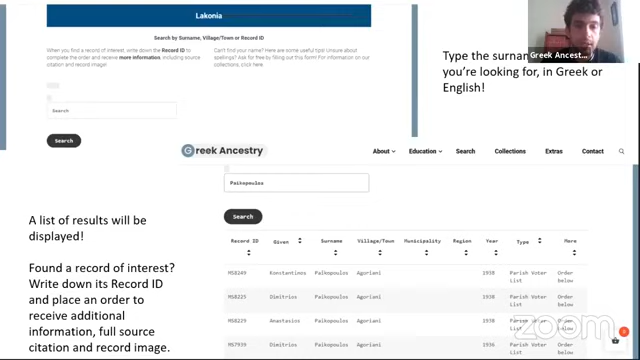 Lakonia
Search by Surname, Village/Town or Record ID
When you find a record of interest, write down the Record ID
to complete the order and receive more information, including source
citation and record image!
Can't find your name? Here are some useful tips! Unsure about
spellings? Ask for free by filling out this form! For information on our
collections, click here.
Search
Search
Type the surna
you're looking for, in Greek or
English!
Greek Ancest...
Greek Ancestry
About Education Search Collections Extras Contact
Paikopoulos
Search
Record ID Given Surname Village/Town Municipality Region Year Type More
MS8249 Konstantinos Paikopoulos Agoriani 1938 Parish Voter List Order below
MS8225 Dimitrios Paikopoulos Agoriani 1938 Parish Voter List Order below
MS8229 Anastasios Paikopoulos Agoriani 1938 Parish Voter List Order below
MS7939 Dimitrios Paikopoulos Agoriani 1936 Parish Voter List Order below
A list of results will be
displayed!
Found a record of interest?
Write down its Record ID
and place an order to
receive additional
information, full source
citation and record image.
zoom